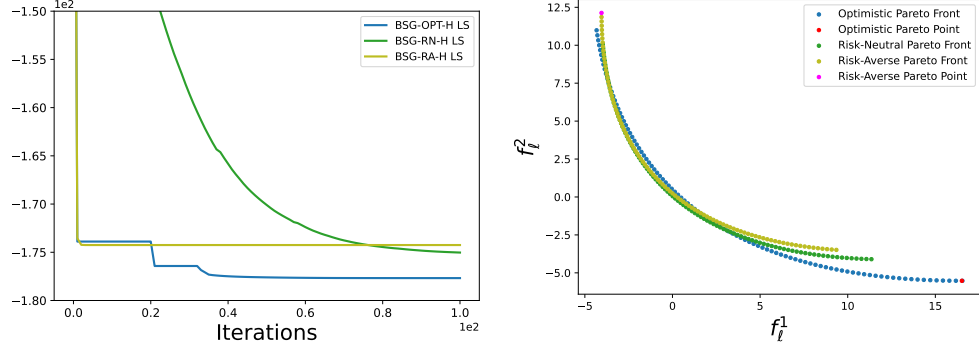 1e2
−1.50
−1.55
−1.60
−1.65
−1.70
−1.75
−1.80
0.0
0.2
0.4
0.6
0.8
1.0
1e2
Iterations
BSG-OPT-H LS
BSG-RN-H LS
BSG-RA-H LS
12.5
10.0
7.5
5.0
2.5
0.0
−2.5
−5.0
f_ℓ^2
−5
0
5
10
15
f_ℓ^1
Optimistic Pareto Front
Optimistic Pareto Point
Risk-Neutral Pareto Front
Risk-Averse Pareto Front
Risk-Averse Pareto Point